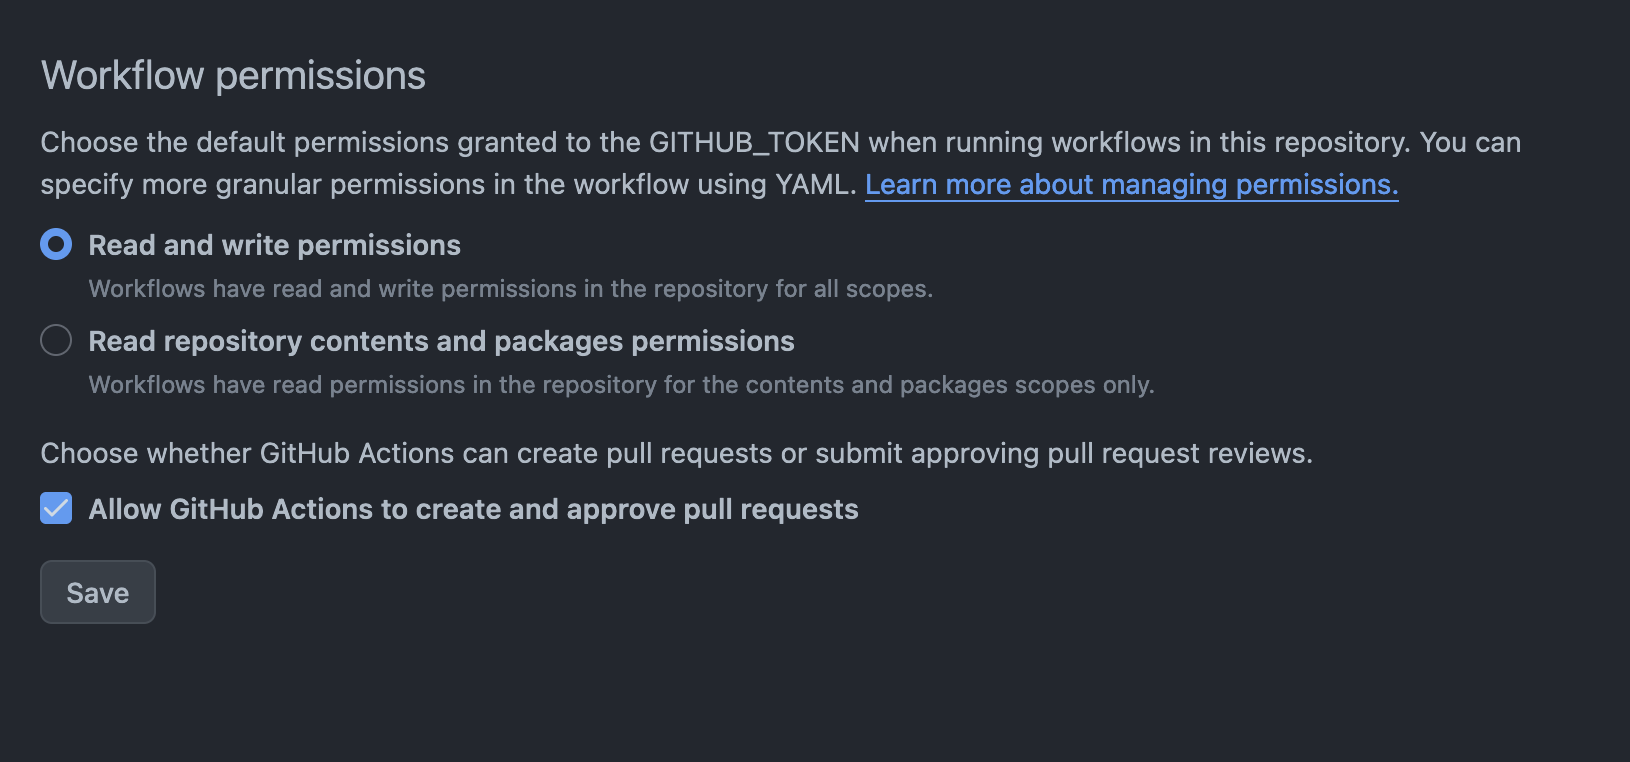 Workflow permissions
Choose the default permissions granted to the GITHUB_TOKEN when running workflows in this repository. You can
specify more granular permissions in the workflow using YAML. Learn more about managing permissions.
Read and write permissions
Workflows have read and write permissions in the repository for all scopes.
Read repository contents and packages permissions
Workflows have read permissions in the repository for the contents and packages scopes only.
Choose whether GitHub Actions can create pull requests or submit approving pull request reviews.
Allow GitHub Actions to create and approve pull requests
Save